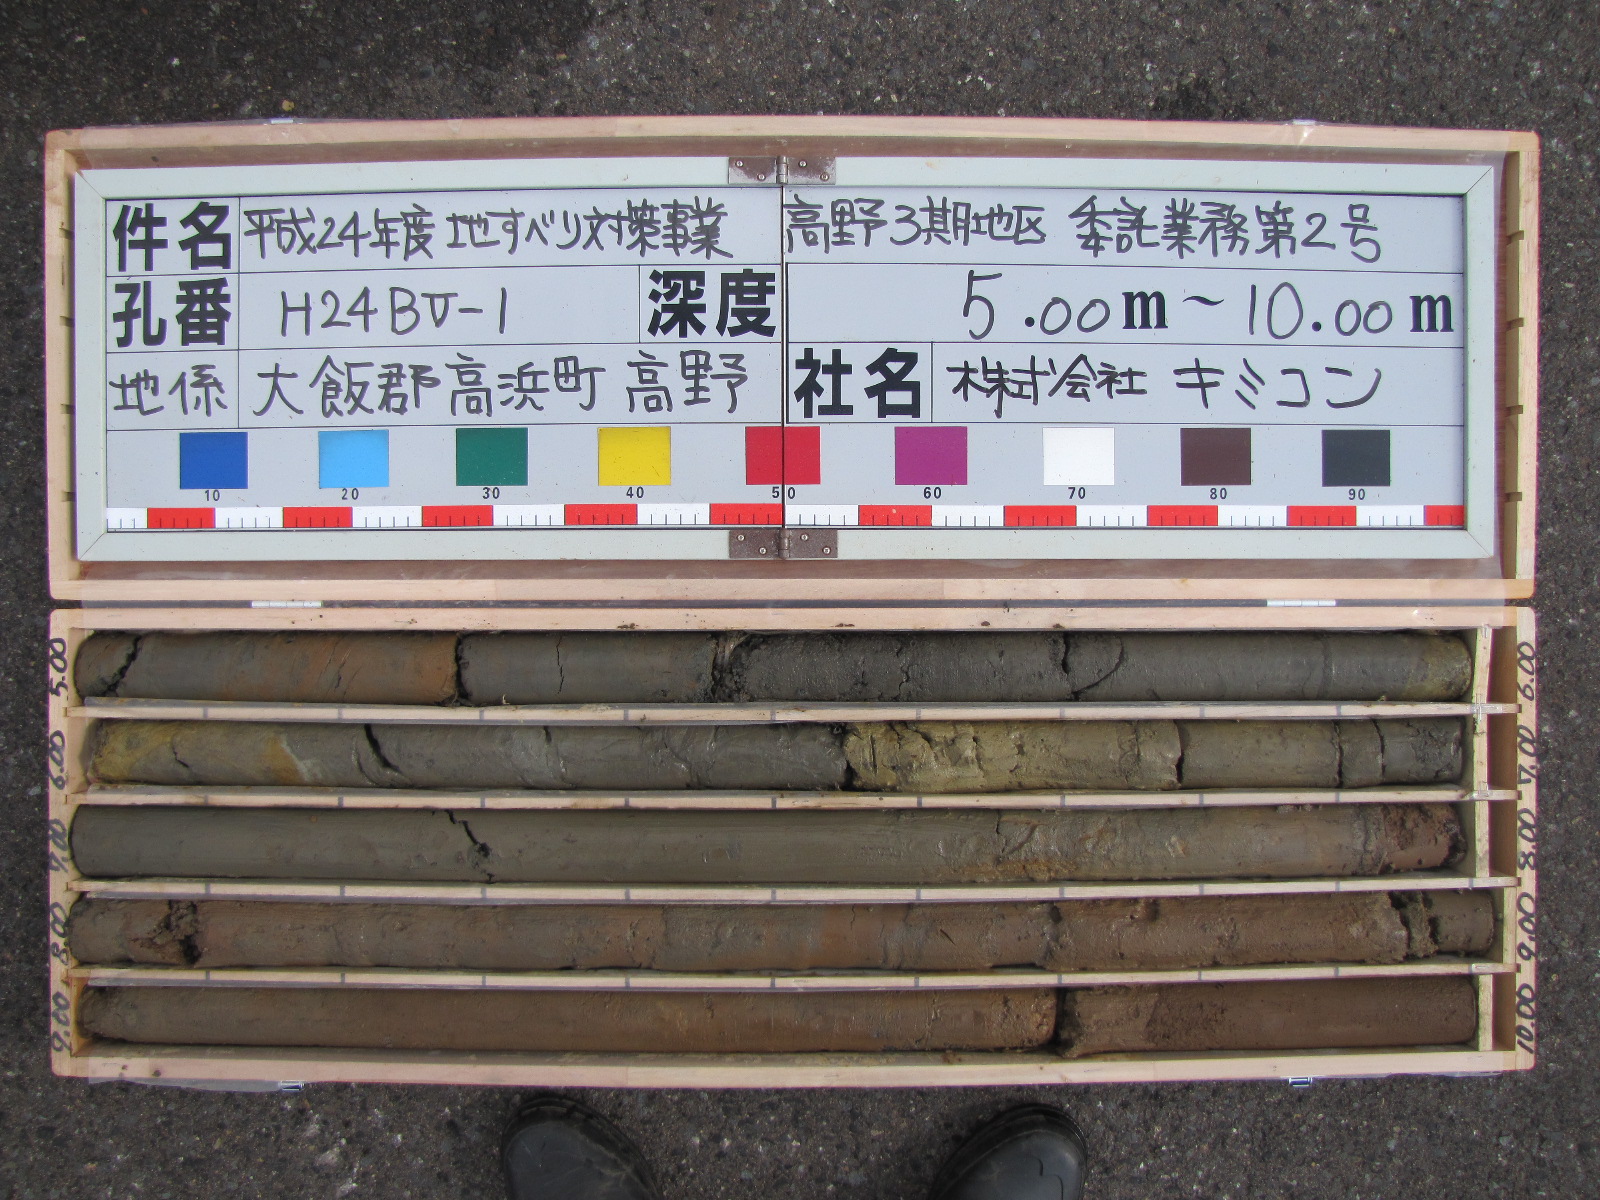 件名 平成24年度 地すべり対策事業 高野3期地区 委託業務第2号
孔番 H24BV-1 深度 5.00m~10.00m
地係 大飯郡高浜町 高野 社名 株式会社 キミコン
10 20 30 40 50 60 70 80 90
5.00 6.00
6.00 7.00
7.00 8.00
8.00 9.00
9.00 10.00